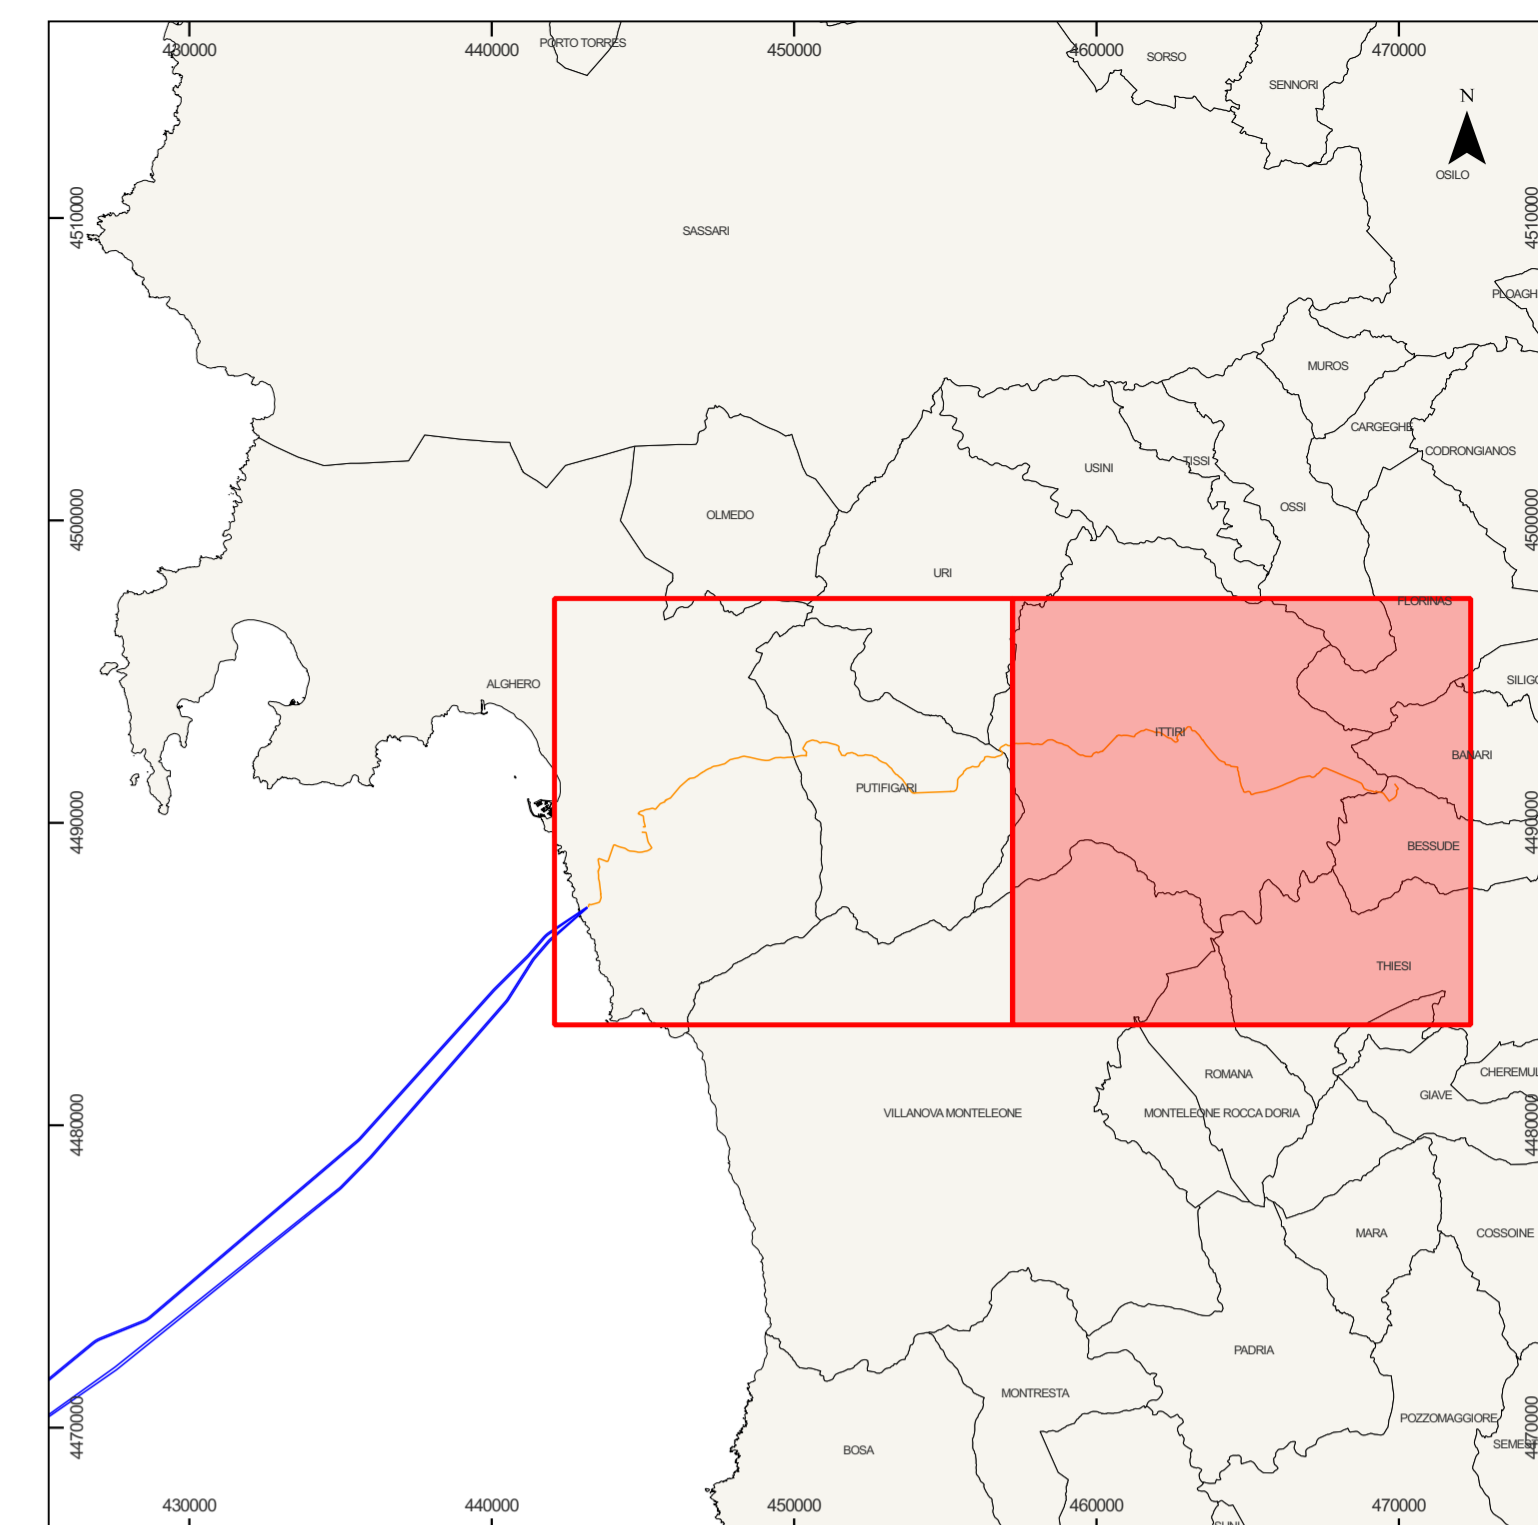 PORTO TORRES
430000
440000
450000
460000
470000
SORSO
SENNORI
N
OSILO
4510000
4510000
SASSARI
PLOAGH
MUROS
CARGEGHE
CODRONGIANOS
TISSI
USINI
OSSI
OLMEDO
4500000
4500000
URI
FLORINAS
SILIGO
ALGHERO
ITTIRI
BANARI
PUTIFIGARI
4490000
4490000
BESSUDE
THIESI
ROMANA
CHEREMUL
GIAVE
VILLANOVA MONTELEONE
MONTELEONE ROCCA DORIA
4480000
4480000
MARA
COSSOINE
PADRIA
MONTRESTA
POZZOMAGGIORE
4470000
4470000
BOSA
430000
440000
450000
460000
470000